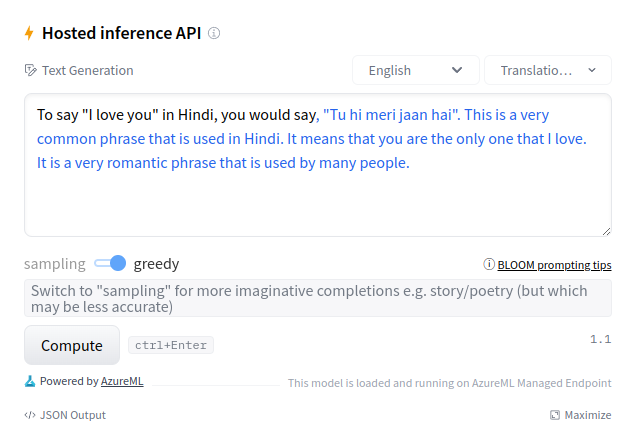 Hosted inference API
Text Generation
English
Translatio...
To say "I love you" in Hindi, you would say, "Tu hi meri jaan hai". This is a very
common phrase that is used in Hindi. It means that you are the only one that I love.
It is a very romantic phrase that is used by many people.
sampling greedy
BLOOM prompting tips
Switch to "sampling" for more imaginative completions e.g. story/poetry (but which
may be less accurate)
Compute
ctrl+Enter
1.1
Powered by AzureML
This model is loaded and running on AzureML Managed Endpoint
</> JSON Output
Maximize